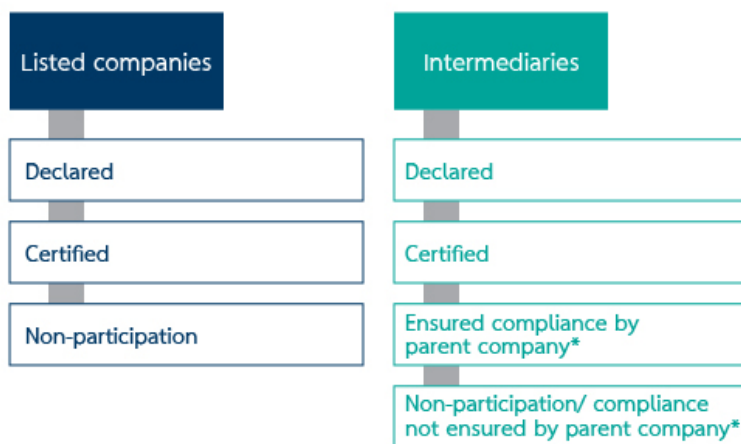 Listed companies
Declared
Certified
Non-participation
Intermediaries
Declared
Certified
Ensured compliance by
parent company*
Non-participation/ compliance
not ensured by parent company*